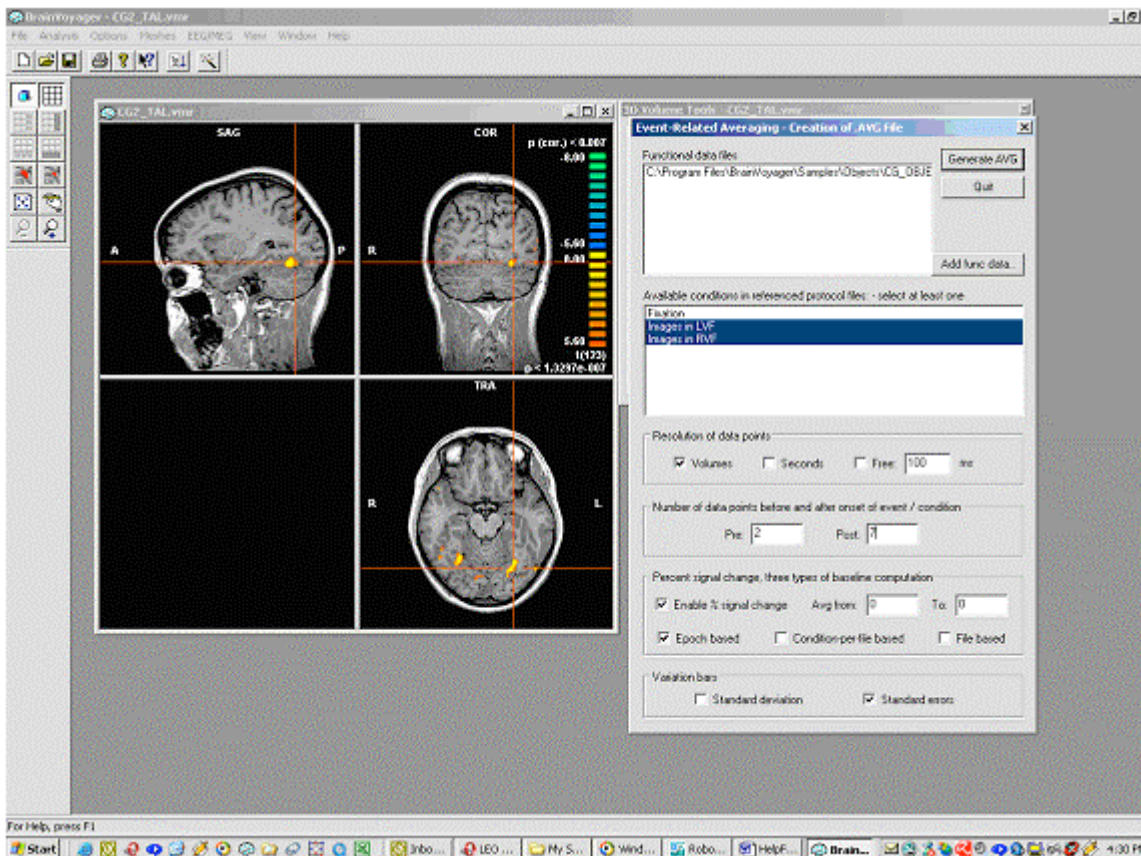 BrainVoyager - CG2_TAL.vmr
File Analysis Options Meshes EEG/MEG View Window Help
CG2_TAL.vmr
SAG
COR
p (cor.) < 0.007
-8.00
A
P
R
-5.60
8.00
5.60
t(173)
p < 1.3297e-007
TRA
R
L
3D Volume Tools - CG2_TAL.vmr
Event-Related Averaging - Creation of .AVG File
Functional data files
C:\Program Files\BrainVoyager\Samples\Objects\CG_OBJE
Generate AVG
Quit
Add func data..
Available conditions in referenced protocol files: - select at least one
Fixation
Images in LVF
Images in RVF
Resolution of data points
Volumes Seconds Free: 100 ms
Number of data points before and after onset of event / condition
Pre: 2 Post: 7
Percent signal change, three types of baseline computation
Enable % signal change Avg from: 0 To: 0
Epoch based Condition-per-file based File based
Variation bars
Standard deviation Standard errors
For Help, press F1
Start Inbo... LEO ... My S... Wind... Robo... HelpF... Brain... 4:30 PM